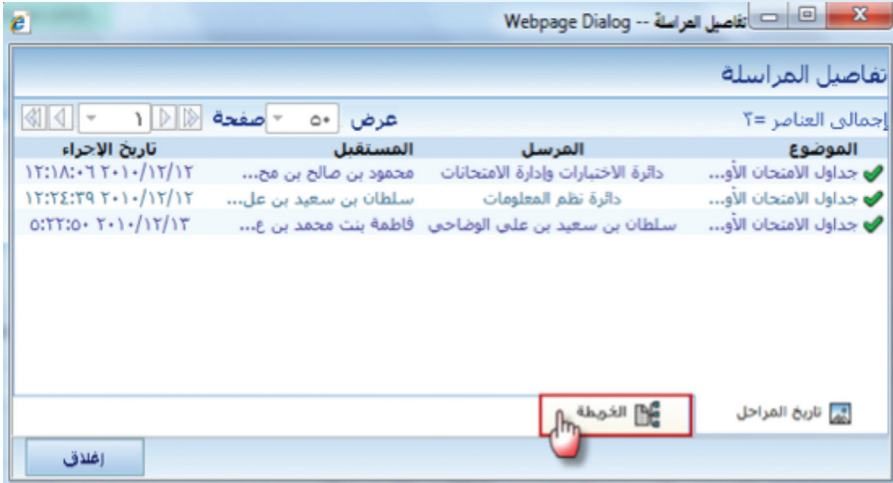 تفاصيل المراسلة -- Webpage Dialog
تفاصيل المراسلة
إجمالى العناصر =٣ عرض ٥٠ صفحة ١
الموضوع المرسل المستقبل تاريخ الإجراء
جداول الامتحان الأو... دائرة الاختبارات وإدارة الامتحانات محمود بن صالح بن مح... ٢٠١٠/١٢/١٢ ١٢:١٨:٠٦
جداول الامتحان الأو... دائرة نظم المعلومات سلطان بن سعيد بن عل... ٢٠١٠/١٢/١٢ ١٢:٢٤:٣٩
جداول الامتحان الأو... سلطان بن سعيد بن على الوضاحي فاطمة بنت محمد بن ع... ٢٠١٠/١٢/١٣ ٥:٢٢:٥٠
تاريخ المراحل الخريطة
إغلاق